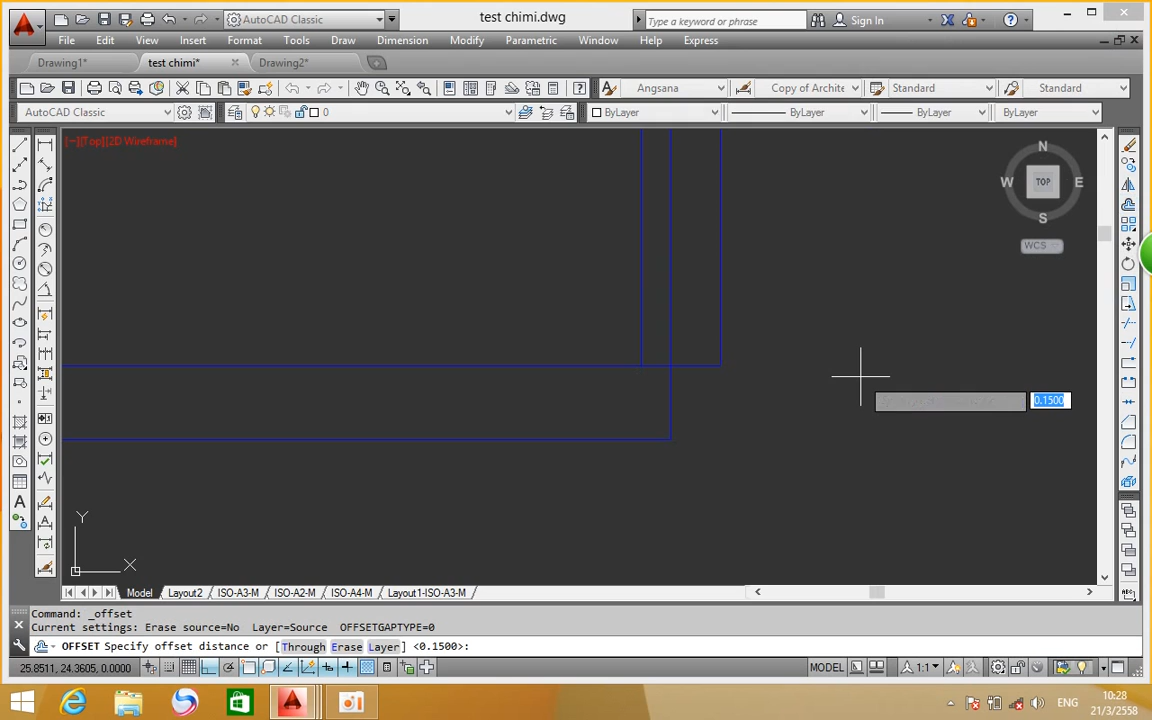 AutoCAD Classic
test chimi.dwg
Type a keyword or phrase
Sign In
File Edit View Insert Format Tools Draw Dimension Modify Parametric Window Help Express
Drawing1* test chimi* Drawing2*
Angsana Copy of Archite Standard Standard
AutoCAD Classic 0 ByLayer ByLayer ByLayer ByLayer
[−][Top][2D Wireframe]
N
W TOP E
S
WCS
0.1500
Y
X
Model Layout2 ISO-A3-M ISO-A2-M ISO-A4-M Layout1-ISO-A3-M
Command: _offset
Current settings: Erase source=No Layer=Source OFFSETGAPTYPE=0
OFFSET Specify offset distance or [Through Erase Layer] <0.1500>:
25.8511, 24.3605, 0.0000 MODEL 1:1
ENG 10:28
21/3/2558